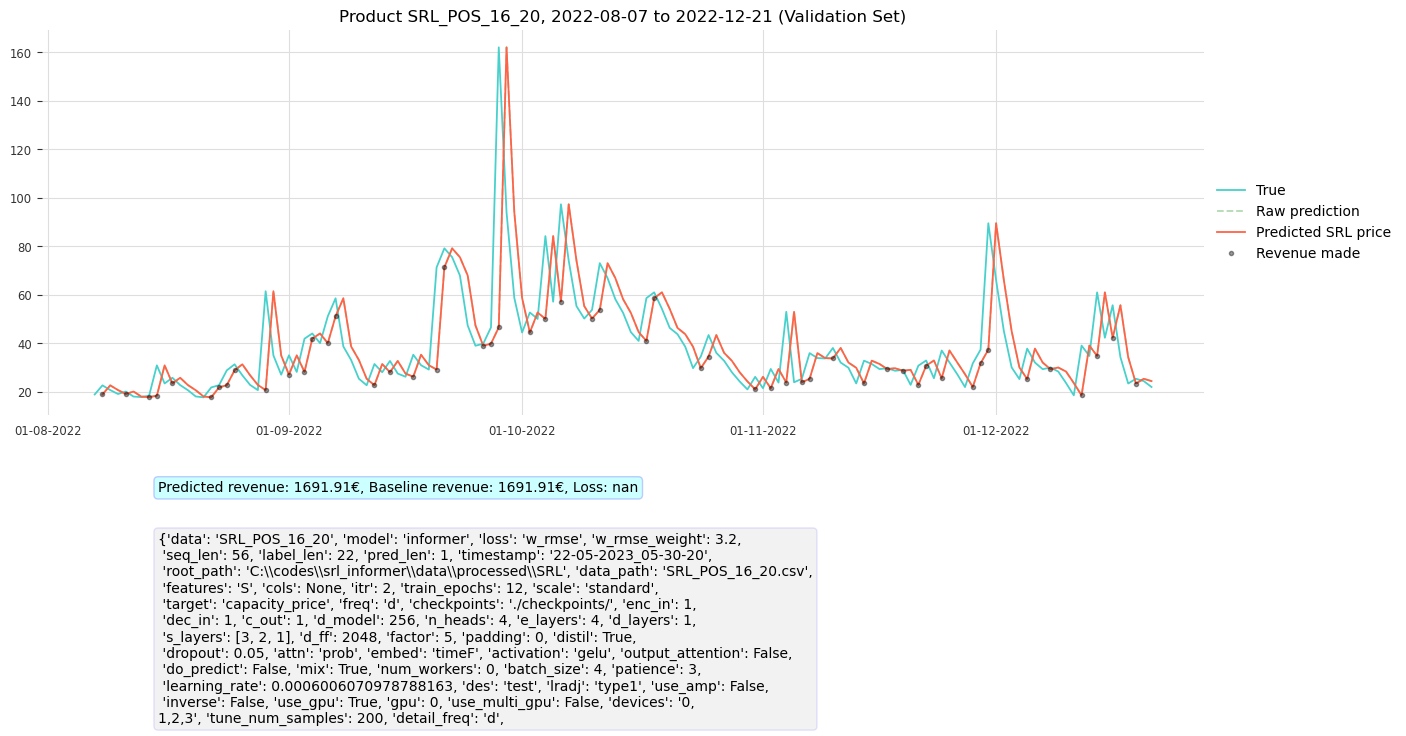 Product SRL_POS_16_20, 2022-08-07 to 2022-12-21 (Validation Set)
160
140
120
100
80
60
40
20
01-08-2022
01-09-2022
01-10-2022
01-11-2022
01-12-2022
True
Raw prediction
Predicted SRL price
Revenue made
Predicted revenue: 1691.91€, Baseline revenue: 1691.91€, Loss: nan
{'data': 'SRL_POS_16_20', 'model': 'informer', 'loss': 'w_rmse', 'w_rmse_weight': 3.2,
'seq_len': 56, 'label_len': 22, 'pred_len': 1, 'timestamp': '22-05-2023_05-30-20',
'root_path': 'C:\\codes\\srl_informer\\data\\processed\\SRL', 'data_path': 'SRL_POS_16_20.csv',
'features': 'S', 'cols': None, 'itr': 2, 'train_epochs': 12, 'scale': 'standard',
'target': 'capacity_price', 'freq': 'd', 'checkpoints': './checkpoints/', 'enc_in': 1,
'dec_in': 1, 'c_out': 1, 'd_model': 256, 'n_heads': 4, 'e_layers': 4, 'd_layers': 1,
's_layers': [3, 2, 1], 'd_ff': 2048, 'factor': 5, 'padding': 0, 'distil': True,
'dropout': 0.05, 'attn': 'prob', 'embed': 'timeF', 'activation': 'gelu', 'output_attention': False,
'do_predict': False, 'mix': True, 'num_workers': 0, 'batch_size': 4, 'patience': 3,
'learning_rate': 0.0006006070978788163, 'des': 'test', 'lradj': 'type1', 'use_amp': False,
'inverse': False, 'use_gpu': True, 'gpu': 0, 'use_multi_gpu': False, 'devices': '0,
1,2,3', 'tune_num_samples': 200, 'detail_freq': 'd',